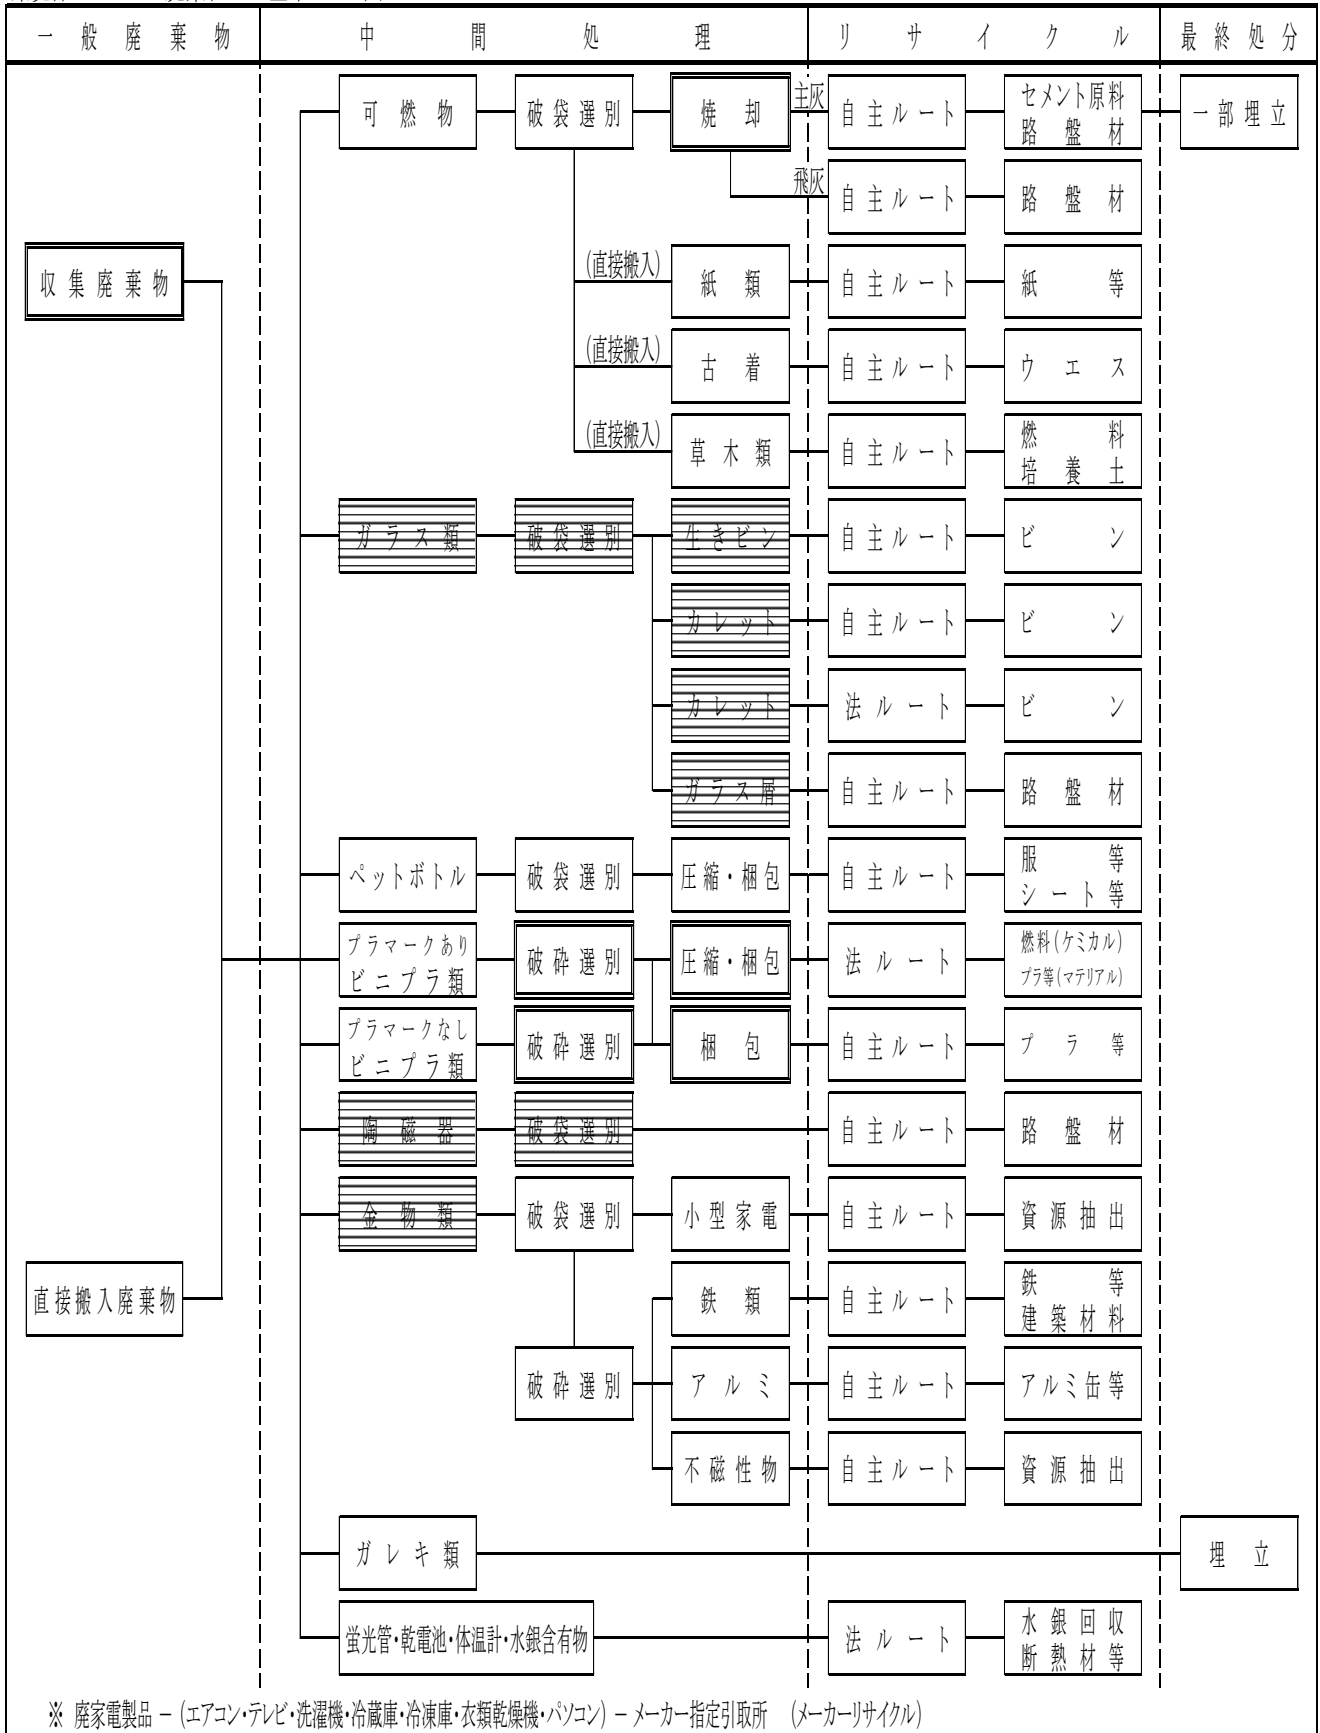 一般廃棄物 中間処理 リサイクル 最終処分
可燃物 破袋選別 焼却 主灰 自主ルート セメント原料 一部埋立
路盤材
飛灰 自主ルート 路盤材
収集廃棄物 (直接搬入) 紙類 自主ルート 紙等
(直接搬入) 古着 自主ルート ウエス
(直接搬入) 草木類 自主ルート 燃料
培養土
ガラス類 破袋選別 生きビン 自主ルート ビン
カレット 自主ルート ビン
カレット 法ルート ビン
ガラス屑 自主ルート 路盤材
ペットボトル 破袋選別 圧縮・梱包 自主ルート 服等
シート等
プラマークあり 破砕選別 圧縮・梱包 法ルート 燃料(ケミカル)
ビニプラ類 プラ等(マテリアル)
プラマークなし 破砕選別 梱包 自主ルート プラ等
ビニプラ類
陶磁器 破袋選別 自主ルート 路盤材
金物類 破袋選別 小型家電 自主ルート 資源抽出
直接搬入廃棄物 鉄類 自主ルート 鉄等
建築材料
破砕選別 アルミ 自主ルート アルミ缶等
不磁性物 自主ルート 資源抽出
ガレキ類 埋立
蛍光管・乾電池・体温計・水銀含有物 法ルート 水銀回収
断熱材等
※ 廃家電製品 － (エアコン・テレビ・洗濯機・冷蔵庫・冷凍庫・衣類乾燥機・パソコン) － メーカー指定引取所 (メーカーリサイクル)